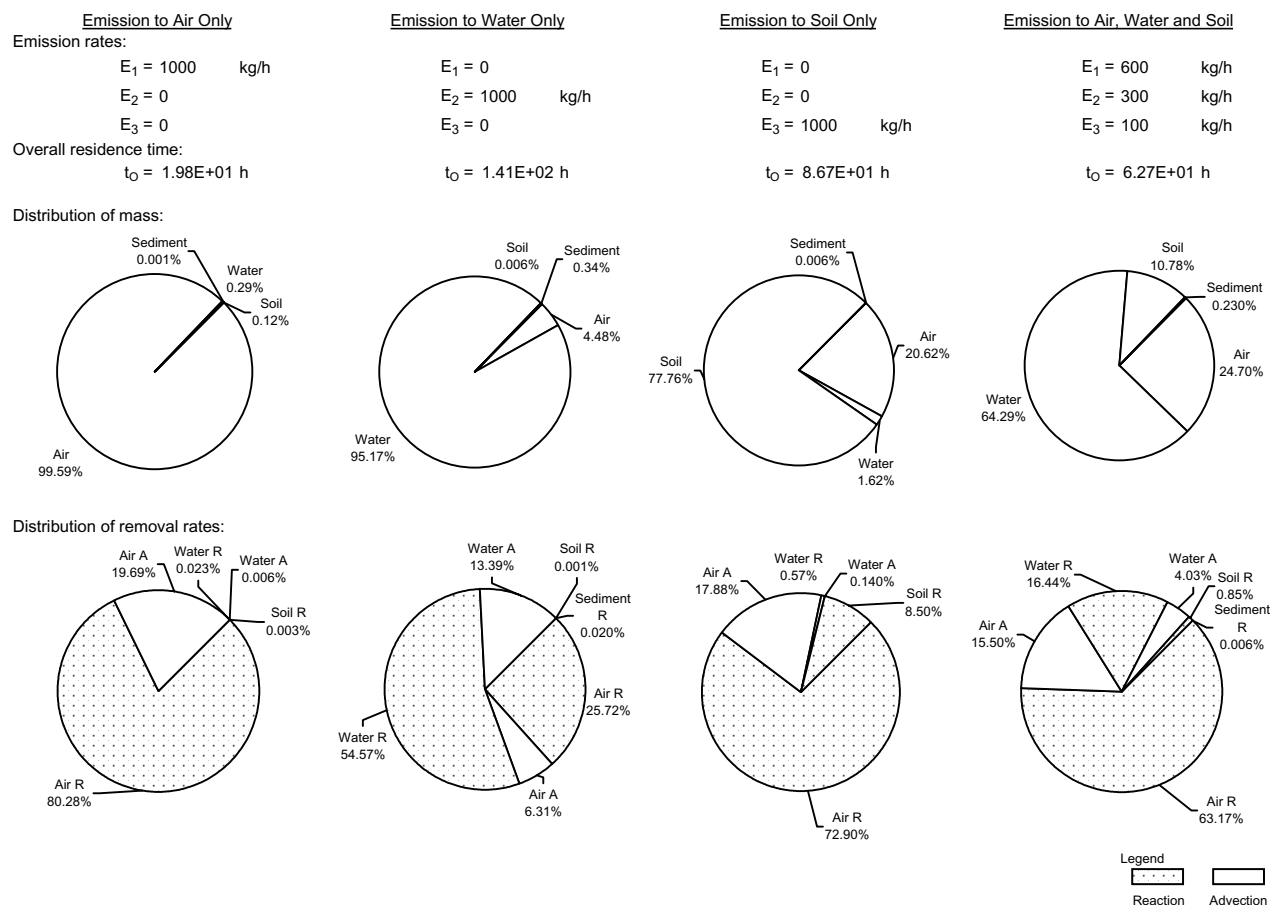 Emission to Air Only
Emission to Water Only
Emission to Soil Only
Emission to Air, Water and Soil
Emission rates:
E1 = 1000 kg/h
E1 = 0
E1 = 0
E1 = 600 kg/h
E2 = 0
E2 = 1000 kg/h
E2 = 0
E2 = 300 kg/h
E3 = 0
E3 = 0
E3 = 1000 kg/h
E3 = 100 kg/h
Overall residence time:
tO = 1.98E+01 h
tO = 1.41E+02 h
tO = 8.67E+01 h
tO = 6.27E+01 h
Distribution of mass:
Sediment
0.001%
Water
0.29%
Soil
0.12%
Air
99.59%
Soil
0.006%
Sediment
0.34%
Air
4.48%
Water
95.17%
Sediment
0.006%
Air
20.62%
Soil
77.76%
Water
1.62%
Soil
10.78%
Sediment
0.230%
Air
24.70%
Water
64.29%
Distribution of removal rates:
Air A
19.69%
Water R
0.023%
Water A
0.006%
Soil R
0.003%
Air R
80.28%
Water A
13.39%
Soil R
0.001%
Sediment
R
0.020%
Air R
25.72%
Water R
54.57%
Air A
6.31%
Air A
17.88%
Water R
0.57%
Water A
0.140%
Soil R
8.50%
Air R
72.90%
Water R
16.44%
Water A
4.03%
Soil R
0.85%
Sediment
R
0.006%
Air A
15.50%
Air R
63.17%
Legend
Reaction
Advection